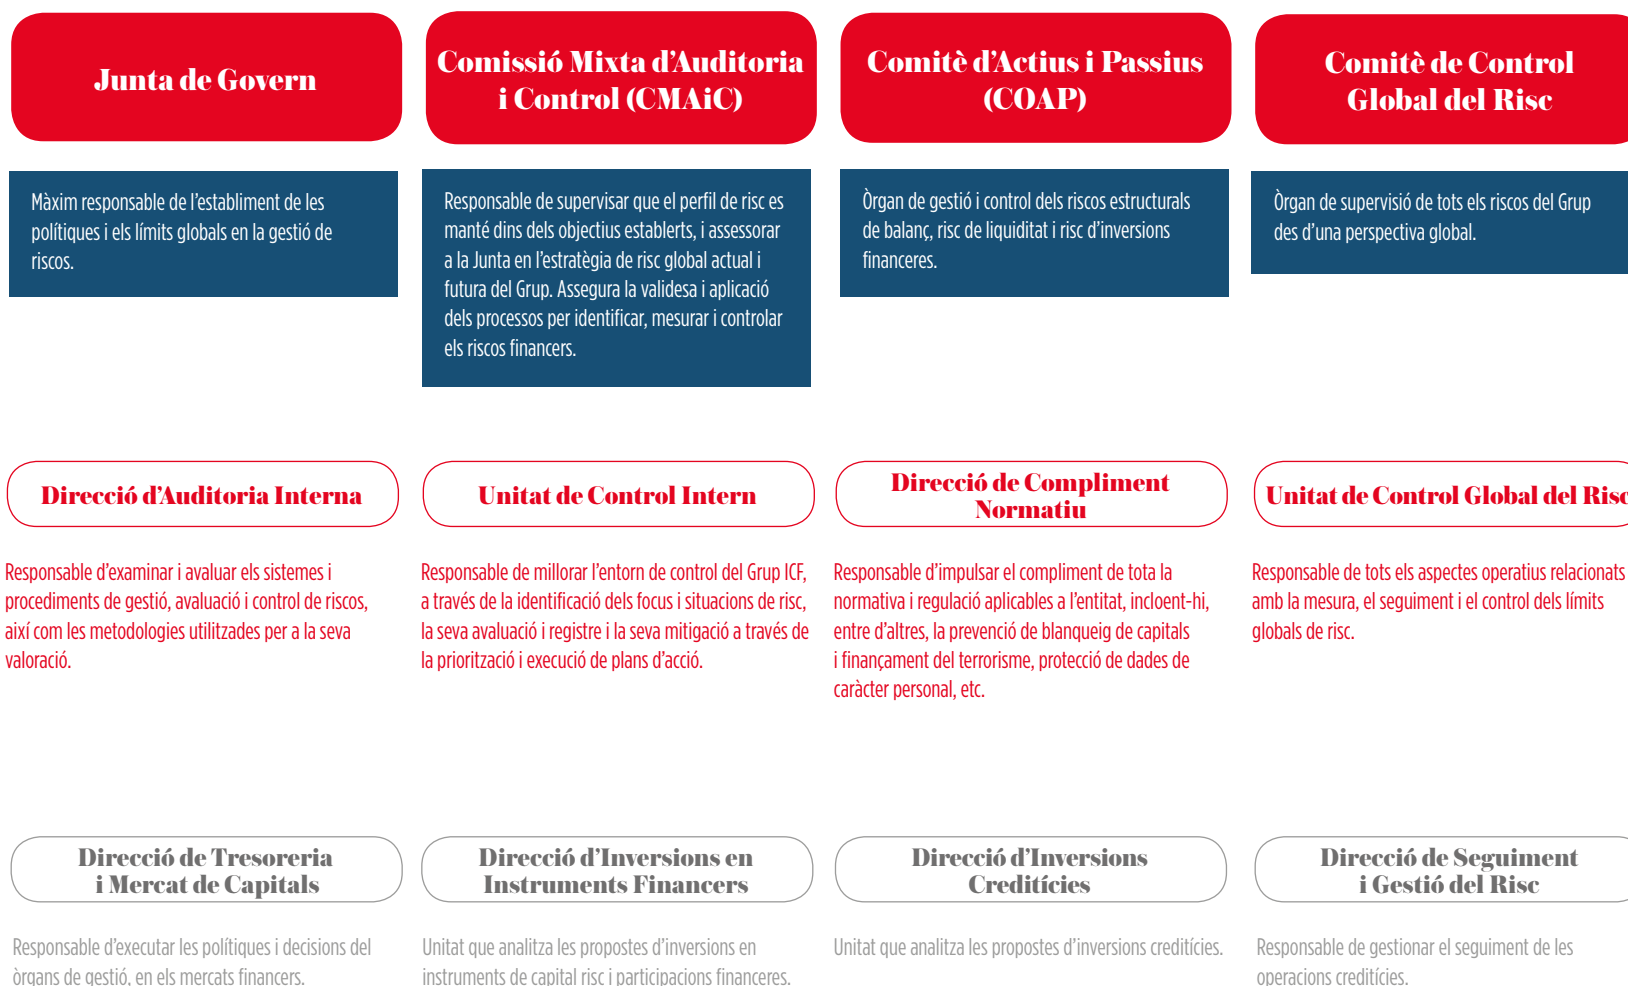 Junta de Govern
Comissió Mixta d'Auditoria
i Control (CMAiC)
Comitè d'Actius i Passius
(COAP)
Comitè de Control
Global del Risc
Màxim responsable de l'establiment de les
polítiques i els límits globals en la gestió de
riscos.
Responsable de supervisar que el perfil de risc es
manté dins dels objectius establerts, i assessorar
a la Junta en l'estratègia de risc global actual i
futura del Grup. Assegura la validesa i aplicació
dels processos per identificar, mesurar i controlar
els riscos financers.
Òrgan de gestió i control dels riscos estructurals
de balanç, risc de liquiditat i risc d'inversions
financeres.
Òrgan de supervisió de tots els riscos del Grup
des d'una perspectiva global.
Direcció d'Auditoria Interna
Unitat de Control Intern
Direcció de Compliment
Normatiu
Unitat de Control Global del Risc
Responsable d'examinar i avaluar els sistemes i
procediments de gestió, avaluació i control de riscos,
així com les metodologies utilitzades per a la seva
valoració.
Responsable de millorar l'entorn de control del Grup ICF,
a través de la identificació dels focus i situacions de risc,
la seva avaluació i registre i la seva mitigació a través de
la priorització i execució de plans d'acció.
Responsable d'impulsar el compliment de tota la
normativa i regulació aplicables a l'entitat, incloent-hi,
entre d'altres, la prevenció de blanqueig de capitals
i finançament del terrorisme, protecció de dades de
caràcter personal, etc.
Responsable de tots els aspectes operatius relacionats
amb la mesura, el seguiment i el control dels límits
globals de risc.
Direcció de Tresoreria
i Mercat de Capitals
Direcció d'Inversions en
Instruments Financers
Direcció d'Inversions
Creditícies
Direcció de Seguiment
i Gestió del Risc
Responsable d'executar les polítiques i decisions del
òrgans de gestió, en els mercats financers.
Unitat que analitza les propostes d'inversions en
instruments de capital risc i participacions financeres.
Unitat que analitza les propostes d'inversions creditícies.
Responsable de gestionar el seguiment de les
operacions creditícies.